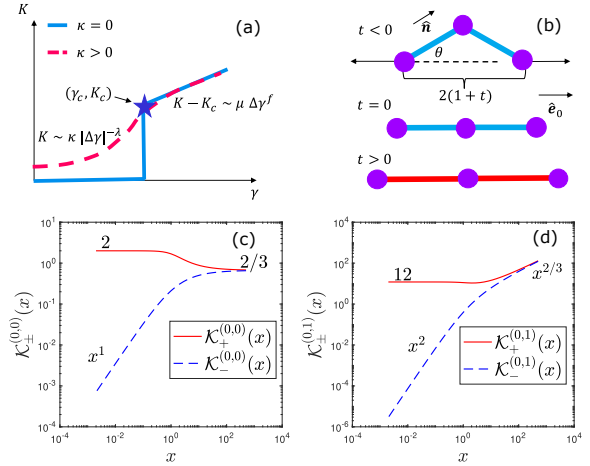 K
κ = 0
κ > 0
(a)
(γc, Kc)
K − Kc ~ μ Δγ^f
K ~ κ |Δγ|^−λ
γ
(b)
t < 0
n̂
θ
2(1 + t)
t = 0
ê0
t > 0
(c)
2
2/3
x^1
K+^(0,0)(x)
K−^(0,0)(x)
K±^(0,0)(x)
10^1
10^0
10^-1
10^-2
10^-3
10^-4
10^-4
10^-2
10^0
10^2
10^4
x
(d)
12
x^2/3
x^2
K+^(0,1)(x)
K−^(0,1)(x)
K±^(0,1)(x)
10^4
10^2
10^0
10^-2
10^-4
10^-6
10^-4
10^-2
10^0
10^2
10^4
x